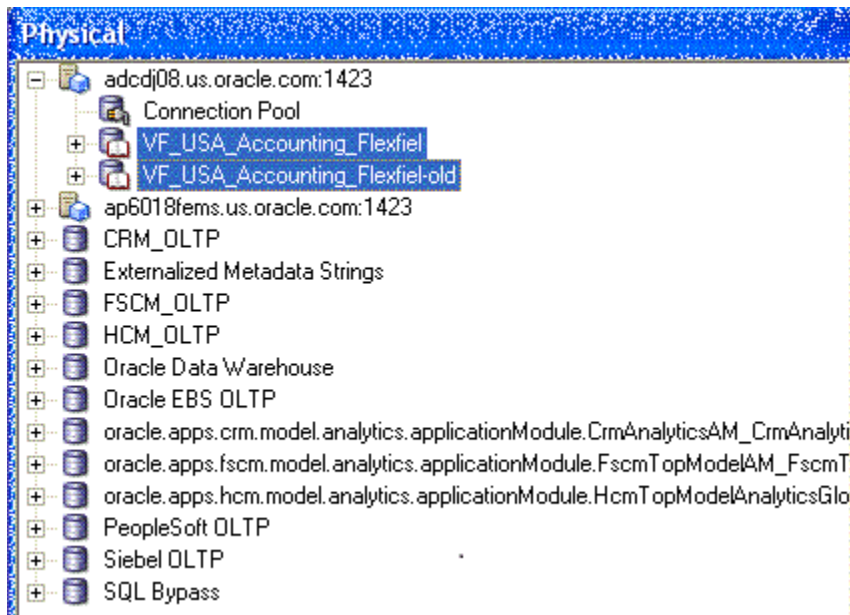 Physical
adcdj08.us.oracle.com:1423
Connection Pool
VF_USA_Accounting_Flexfiel
VF_USA_Accounting_Flexfiel-old
ap6018fems.us.oracle.com:1423
CRM_OLTP
Externalized Metadata Strings
FSCM_OLTP
HCM_OLTP
Oracle Data Warehouse
Oracle EBS OLTP
oracle.apps.crm.model.analytics.applicationModule.CrmAnalyticsAM_CrmAnalyti
oracle.apps.fscm.model.analytics.applicationModule.FscmTopModelAM_FscmT
oracle.apps.hcm.model.analytics.applicationModule.HcmTopModelAnalyticsGlo
PeopleSoft OLTP
Siebel OLTP
SQL Bypass